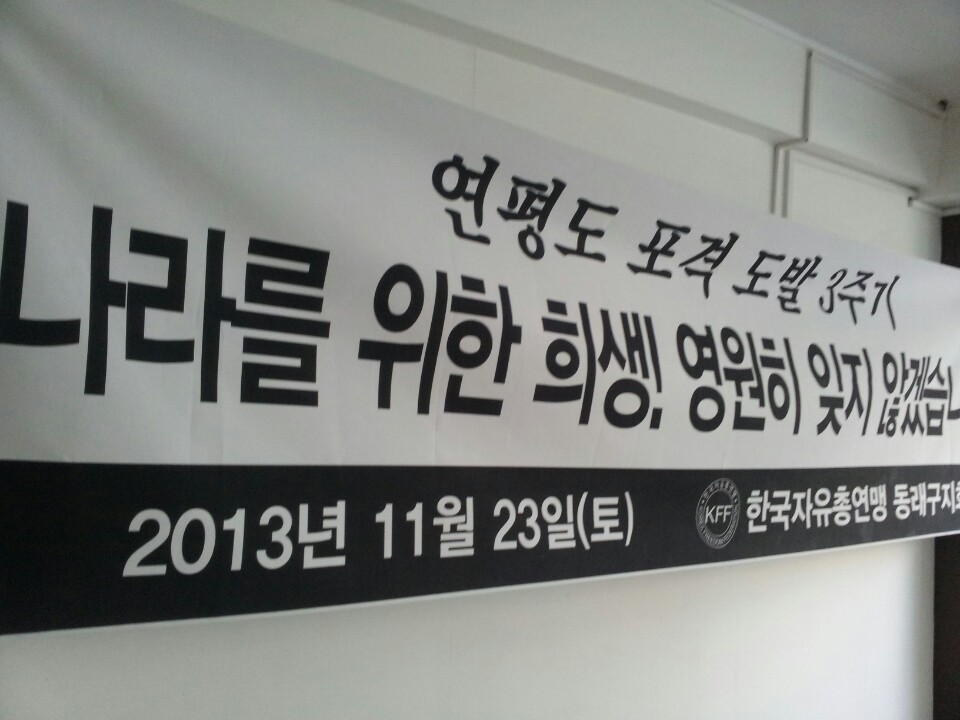 연평도 포격 도발 3주기
나라를 위한 희생! 영원히 잊지 않겠습니
2013년 11월 23일(토) KFF 한국자유총연맹 동래구지회